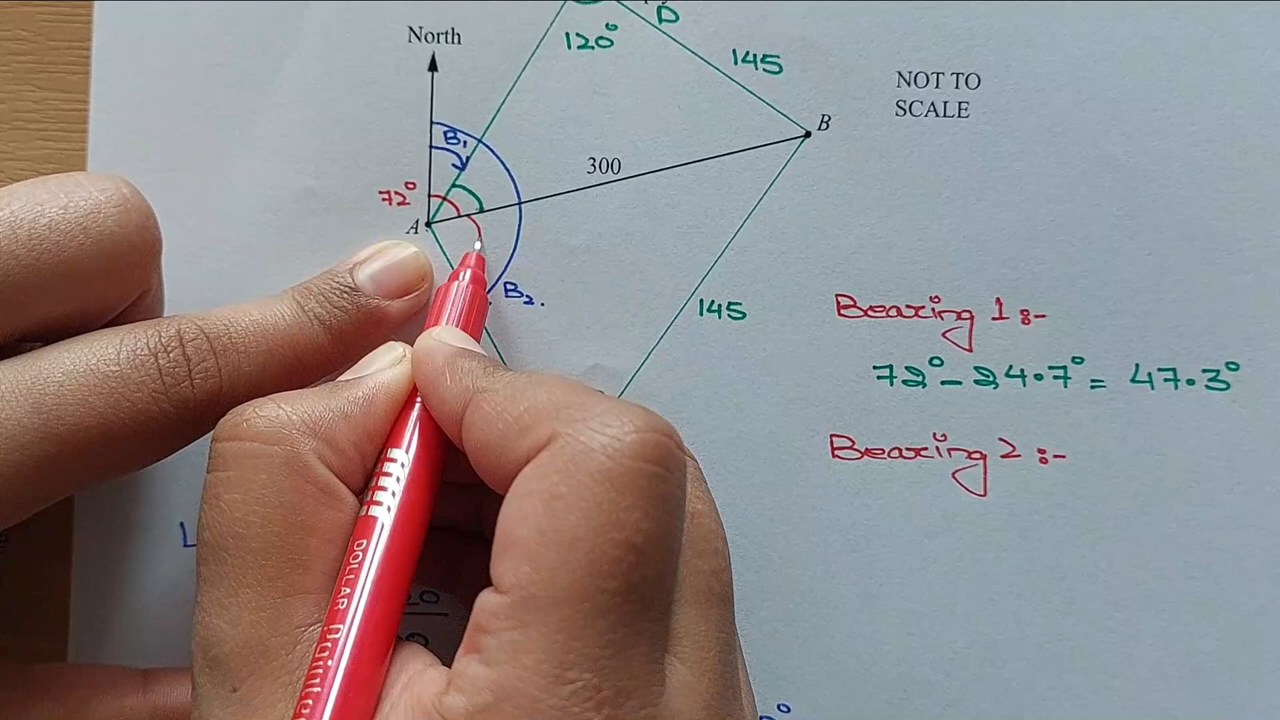 D
120°
145
North
NOT TO
SCALE
B
B₁
300
72°
A
B₂.
145
Bearing 1:-
72° - 24.7° = 47.3°
Bearing 2:-
L
DOLLAR